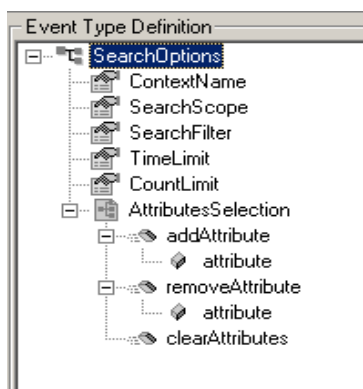 Event Type Definition
SearchOptions
ContextName
SearchScope
SearchFilter
TimeLimit
CountLimit
AttributesSelection
addAttribute
attribute
removeAttribute
attribute
clearAttributes